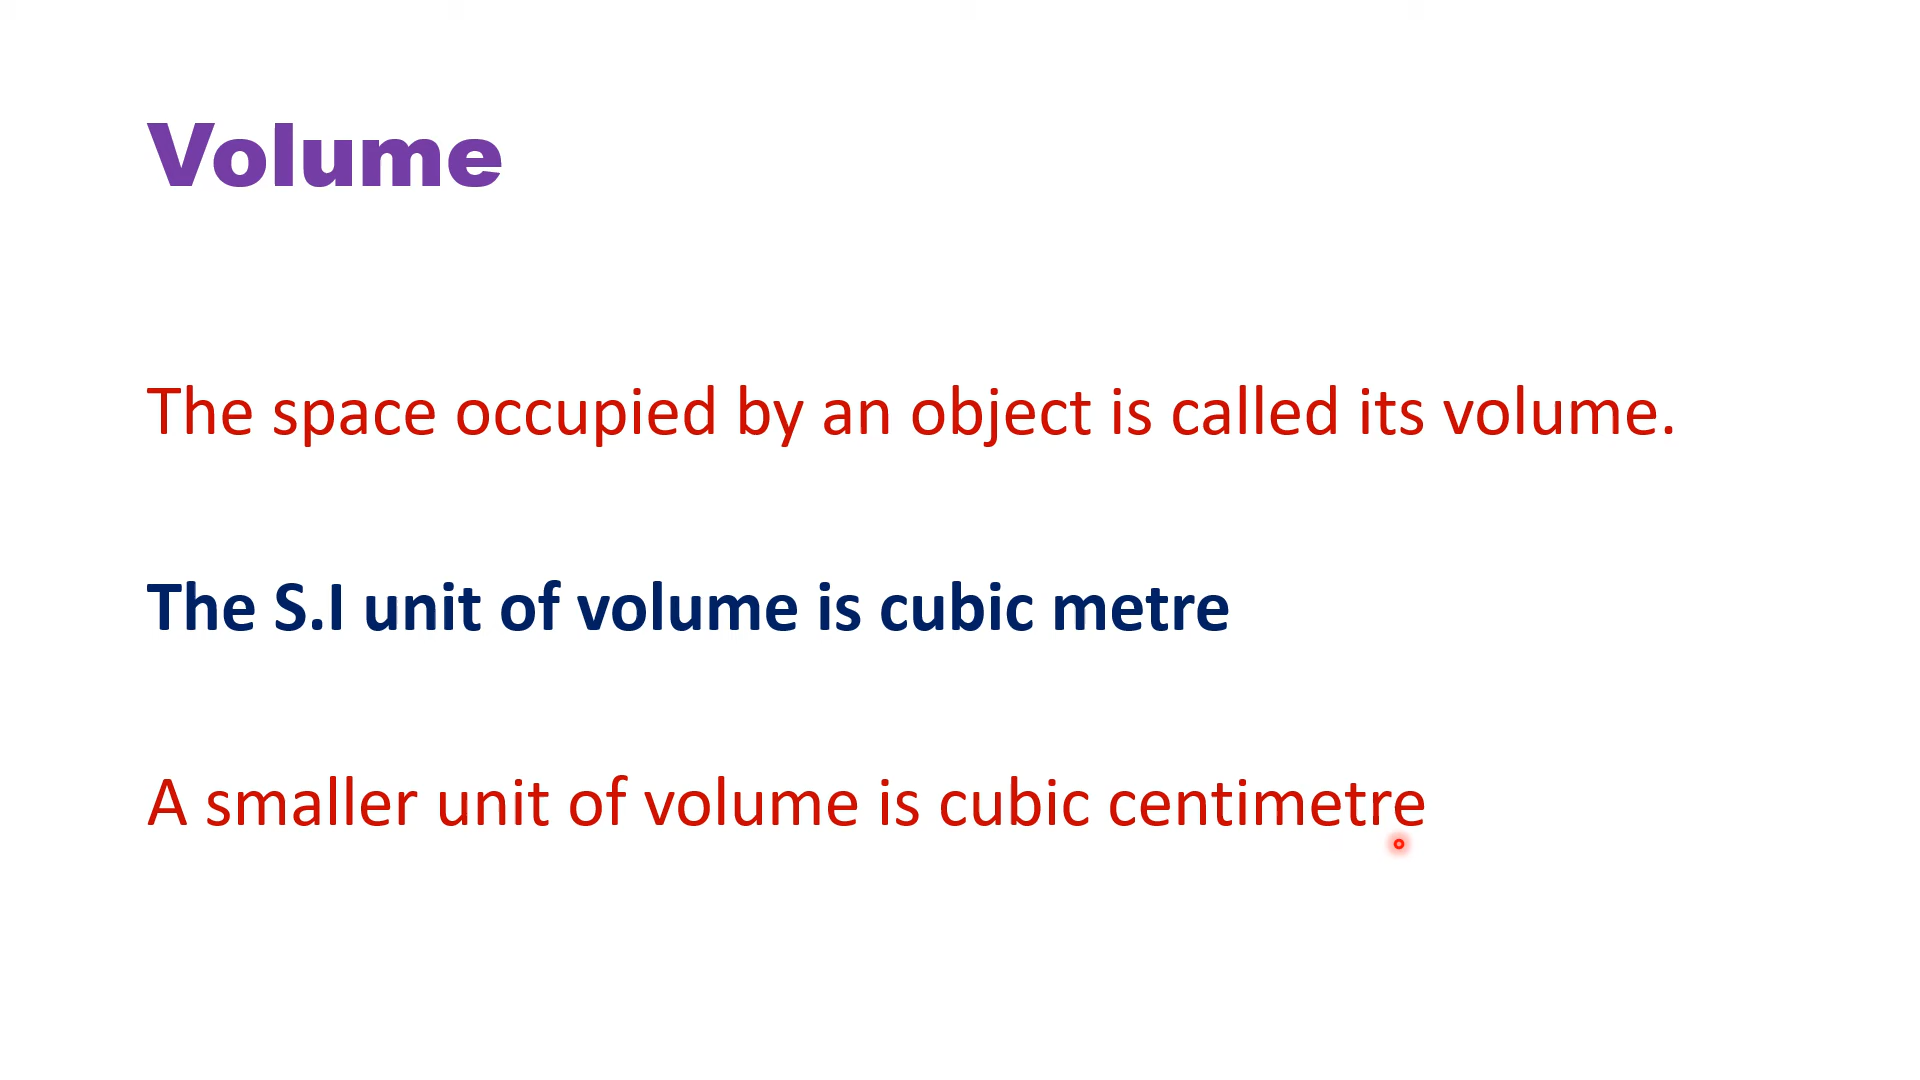 Volume
The space occupied by an object is called its volume.
The S.I unit of volume is cubic metre
A smaller unit of volume is cubic centimetre